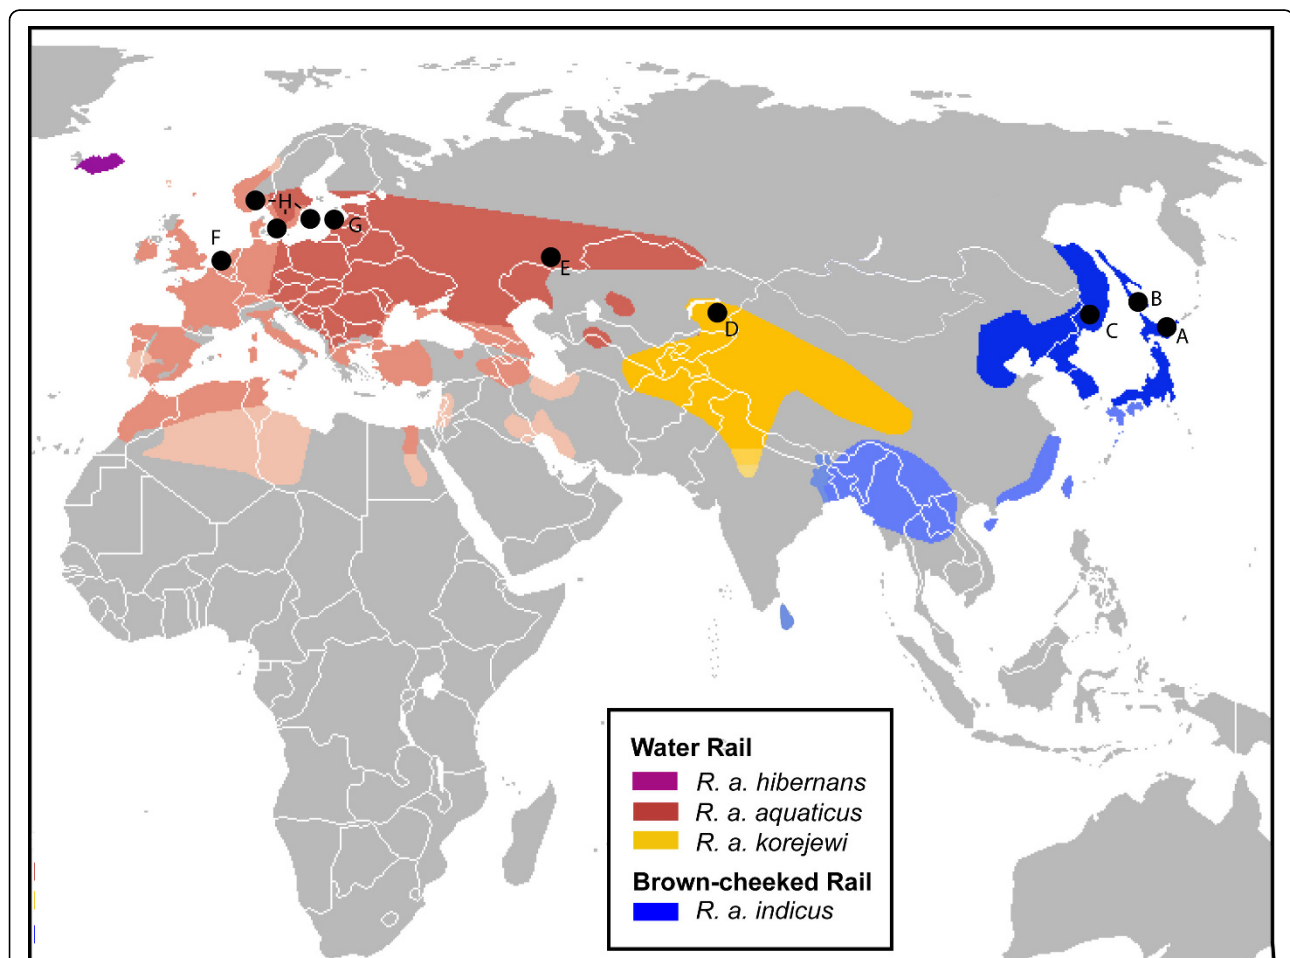 H
G
F
E
B
A
C
D
Water Rail
R. a. hibernans
R. a. aquaticus
R. a. korejewi
Brown-cheeked Rail
R. a. indicus